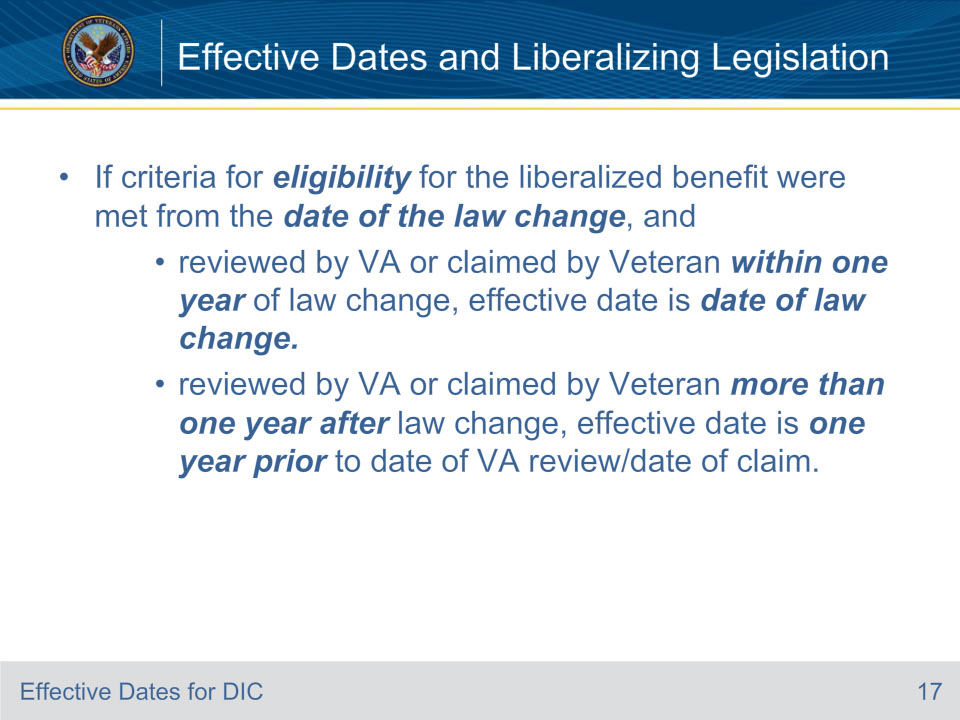 Effective Dates and Liberalizing Legislation
• If criteria for eligibility for the liberalized benefit were
met from the date of the law change, and
• reviewed by VA or claimed by Veteran within one
year of law change, effective date is date of law
change.
• reviewed by VA or claimed by Veteran more than
one year after law change, effective date is one
year prior to date of VA review/date of claim.
Effective Dates for DIC 17